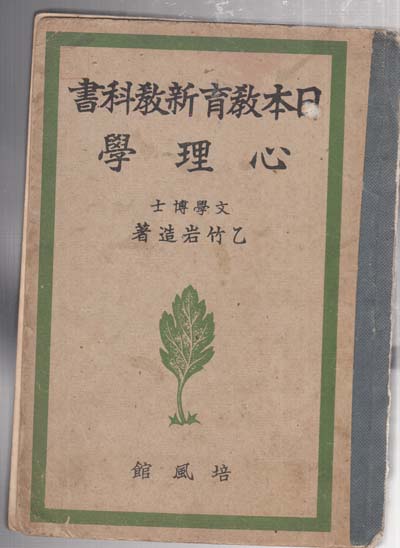 日本教育新教科書
心理學
文學博士
乙竹岩造著
培風館